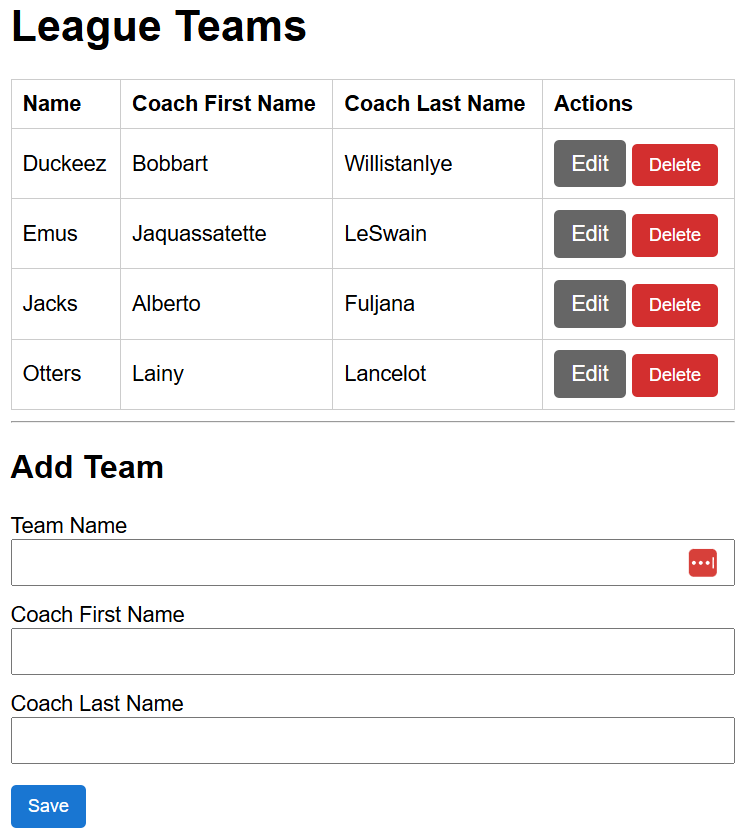 League Teams
Name Coach First Name Coach Last Name Actions
Duckeez Bobbart Willistanlye Edit Delete
Emus Jaquassatette LeSwain Edit Delete
Jacks Alberto Fuljana Edit Delete
Otters Lainy Lancelot Edit Delete
Add Team
Team Name
Coach First Name
Coach Last Name
Save